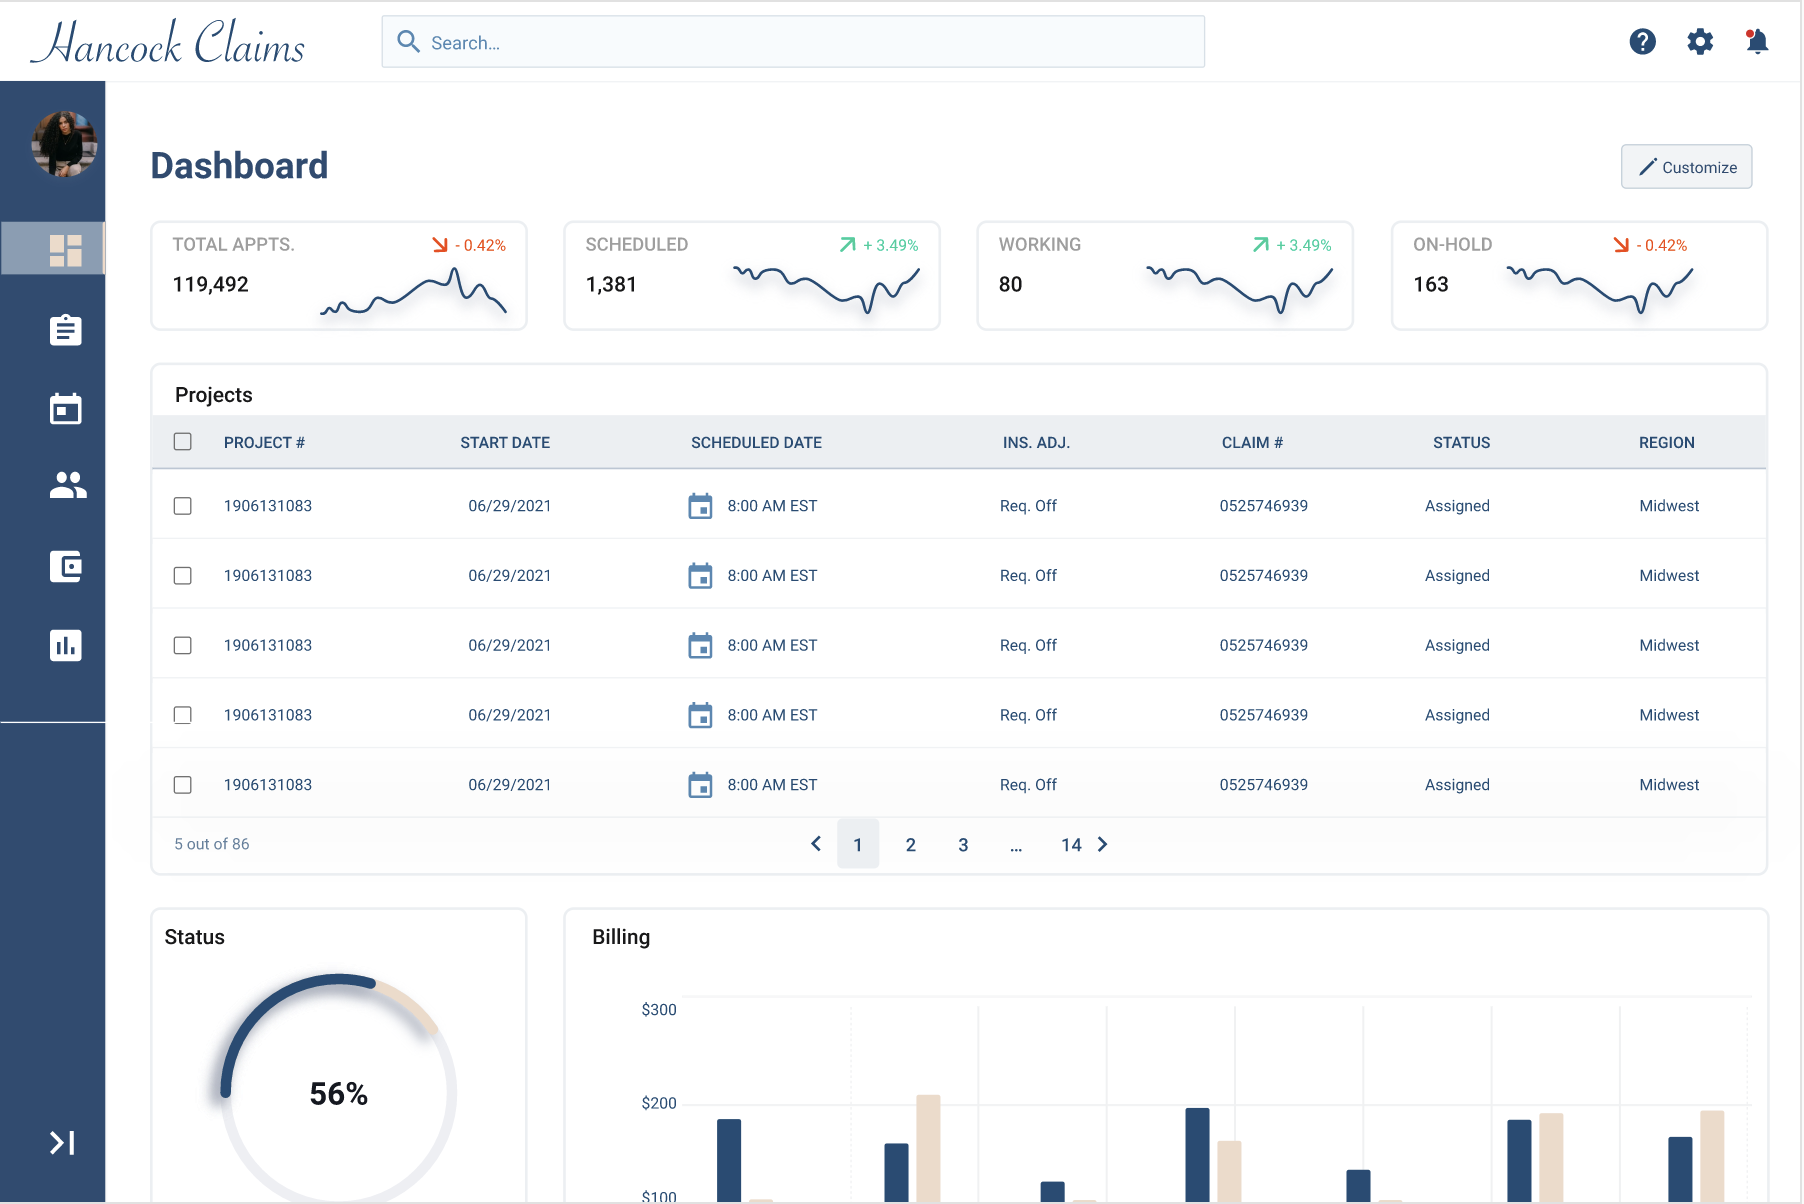 Hancock Claims
Search...
Dashboard
Customize
TOTAL APPTS. - 0.42%
119,492
SCHEDULED + 3.49%
1,381
WORKING + 3.49%
80
ON-HOLD - 0.42%
163
Projects
PROJECT # START DATE SCHEDULED DATE INS. ADJ. CLAIM # STATUS REGION
1906131083 06/29/2021 8:00 AM EST Req. Off 0525746939 Assigned Midwest
1906131083 06/29/2021 8:00 AM EST Req. Off 0525746939 Assigned Midwest
1906131083 06/29/2021 8:00 AM EST Req. Off 0525746939 Assigned Midwest
1906131083 06/29/2021 8:00 AM EST Req. Off 0525746939 Assigned Midwest
1906131083 06/29/2021 8:00 AM EST Req. Off 0525746939 Assigned Midwest
5 out of 86 1 2 3 ... 14
Status
56%
Billing
$300
$200
$100